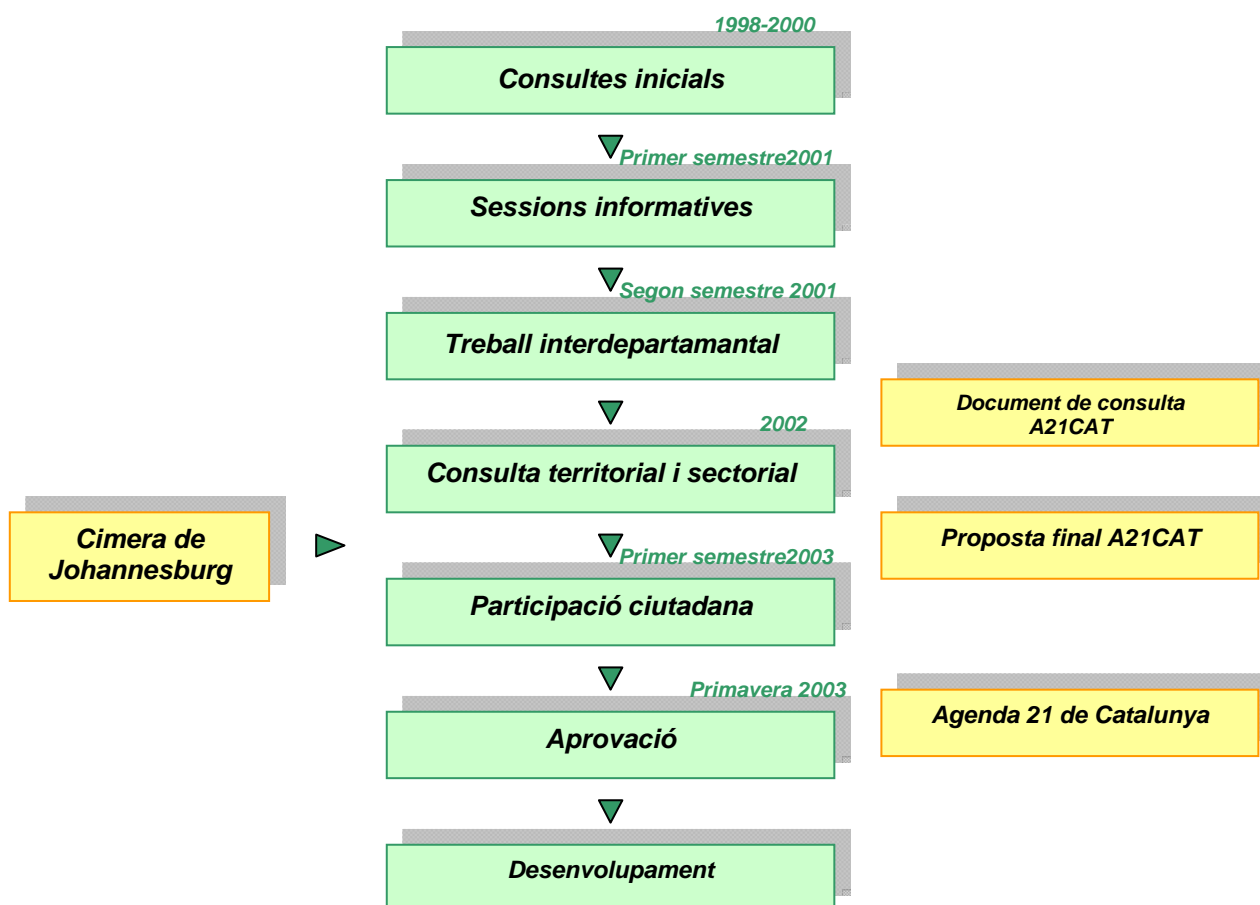 1998-2000
Consultes inicials
Primer semestre2001
Sessions informatives
Segon semestre 2001
Treball interdepartamantal
Document de consulta
A21CAT
2002
Consulta territorial i sectorial
Cimera de
Johannesburg
Proposta final A21CAT
Primer semestre2003
Participació ciutadana
Primavera 2003
Agenda 21 de Catalunya
Aprovació
Desenvolupament